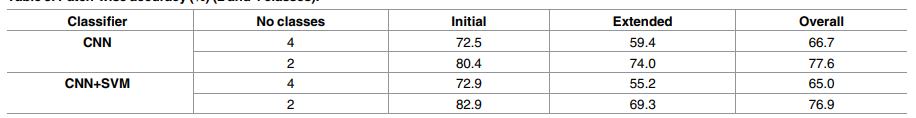 Classifier No classes Initial Extended Overall
CNN 4 72.5 59.4 66.7
2 80.4 74.0 77.6
CNN+SVM 4 72.9 55.2 65.0
2 82.9 69.3 76.9